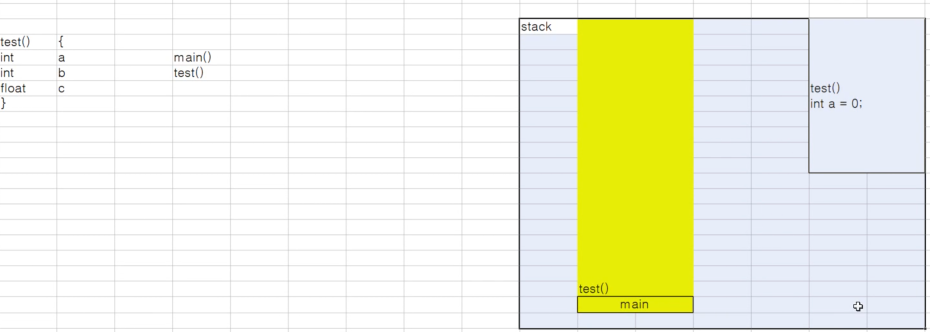 stack
test() {
int a main()
int b test()
float c
}
test()
int a = 0;
test()
main